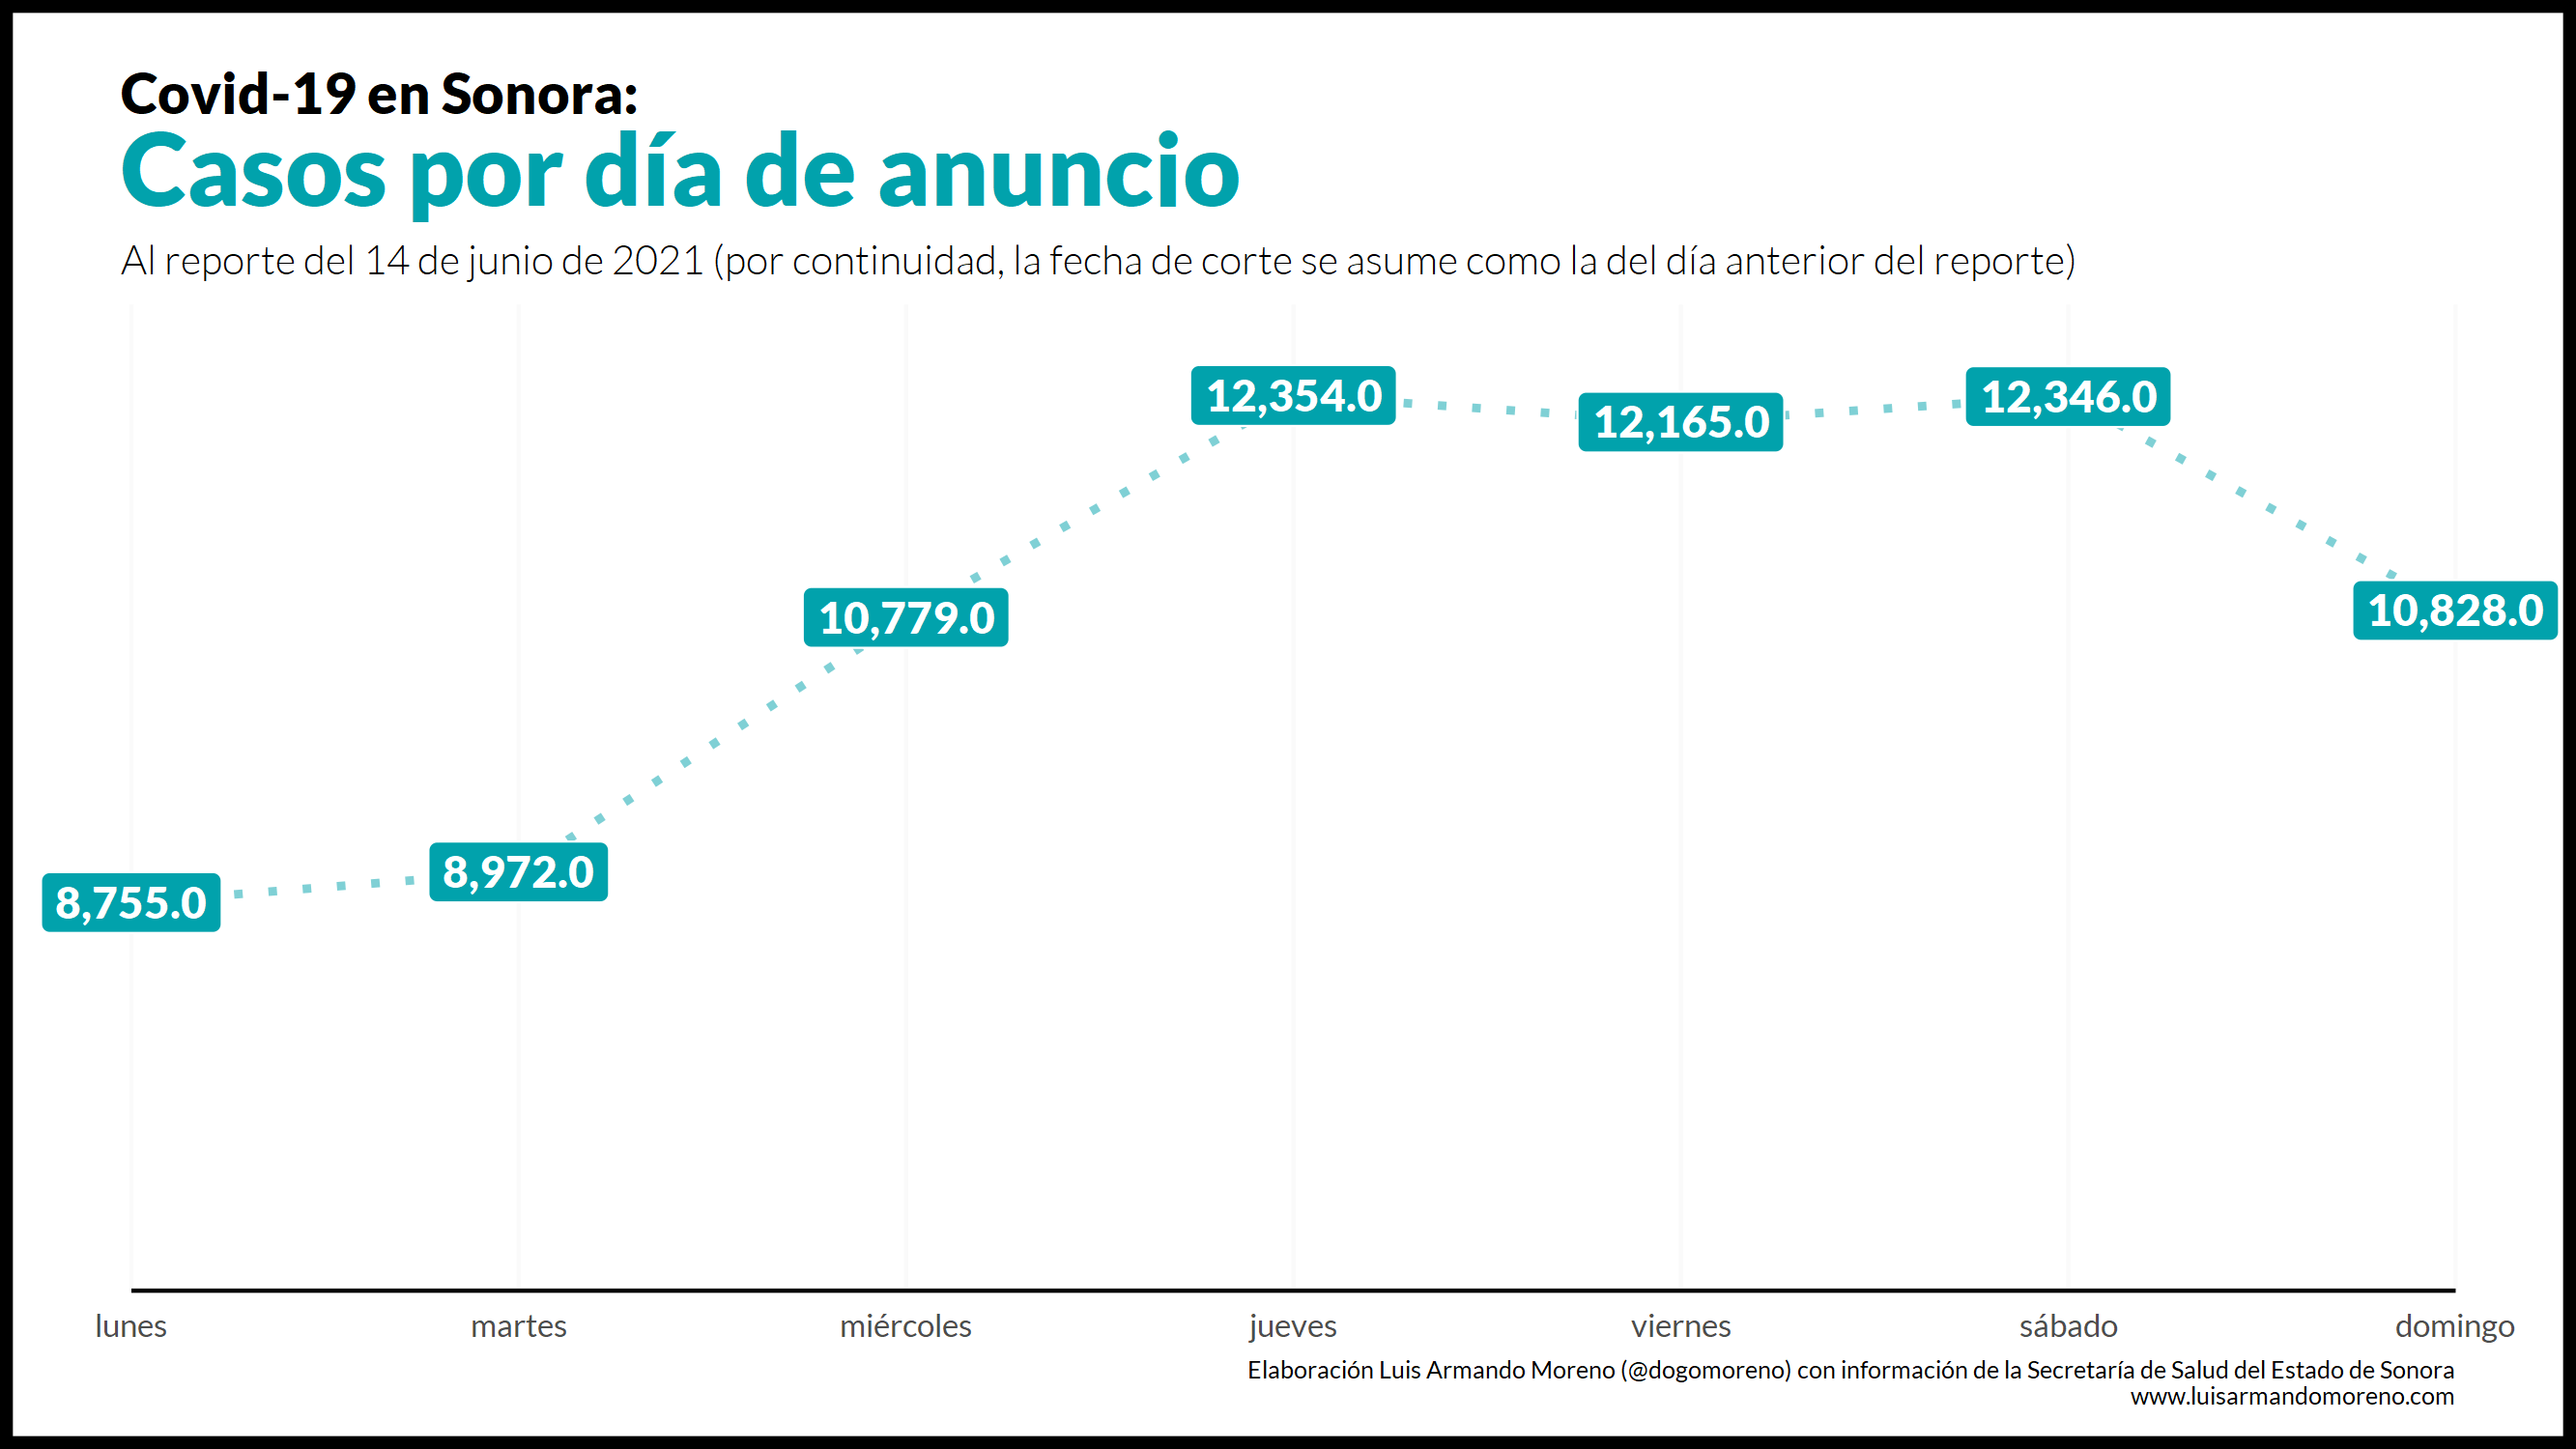 Covid-19 en Sonora:
Casos por día de anuncio
Al reporte del 14 de junio de 2021 (por continuidad, la fecha de corte se asume como la del día anterior del reporte)
12,354.0
12,346.0
12,165.0
10,828.0
10,779.0
8,972.0
8,755.0
lunes martes miércoles jueves viernes sábado domingo
Elaboración Luis Armando Moreno (@dogomoreno) con información de la Secretaría de Salud del Estado de Sonora
www.luisarmandomoreno.com